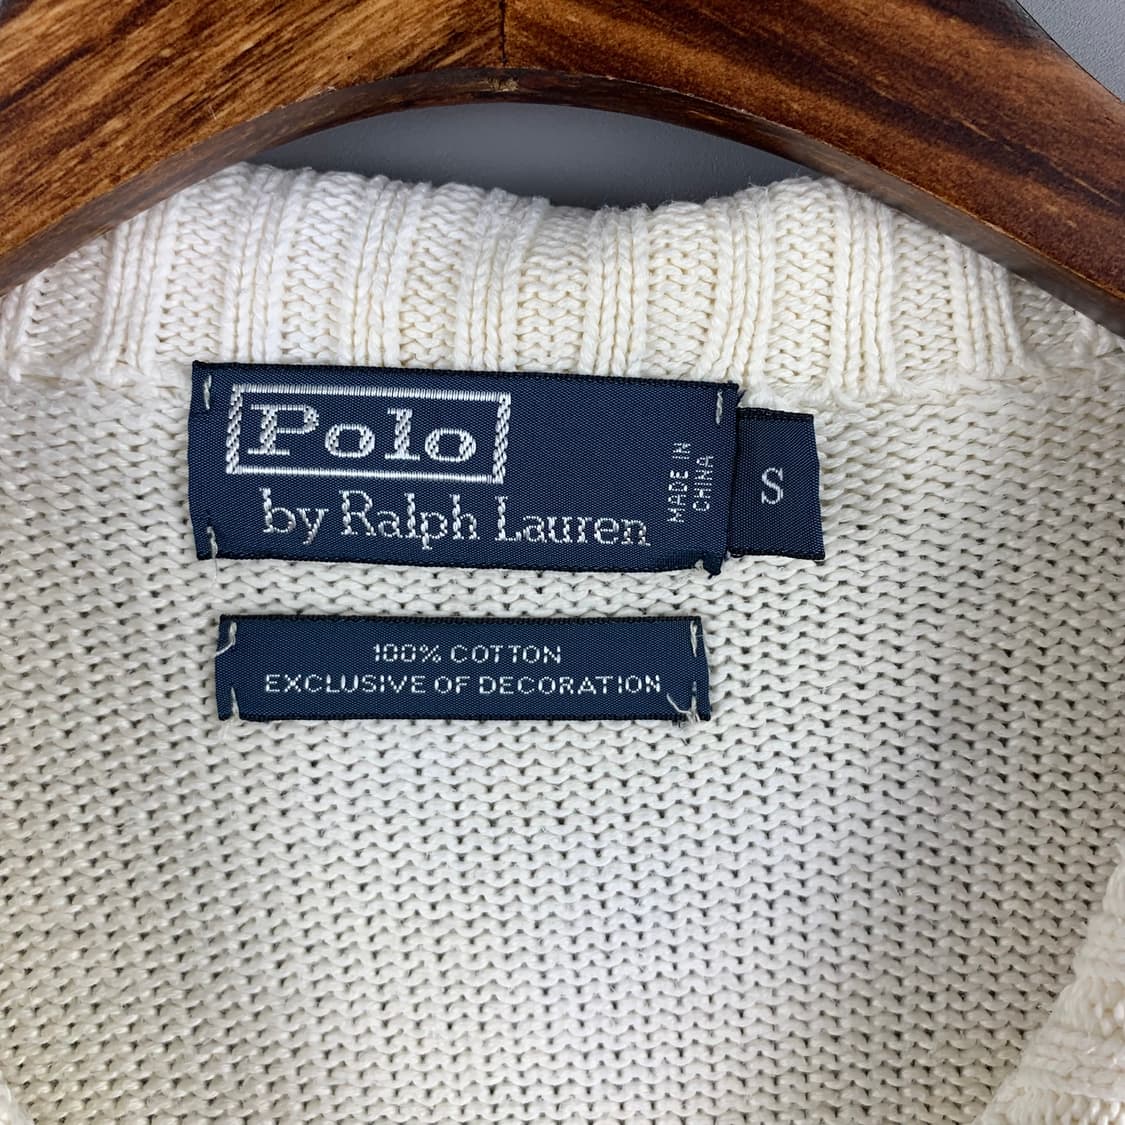 Polo
by Ralph Lauren
MADE IN
CHINA
S
100% COTTON
EXCLUSIVE OF DECORATION